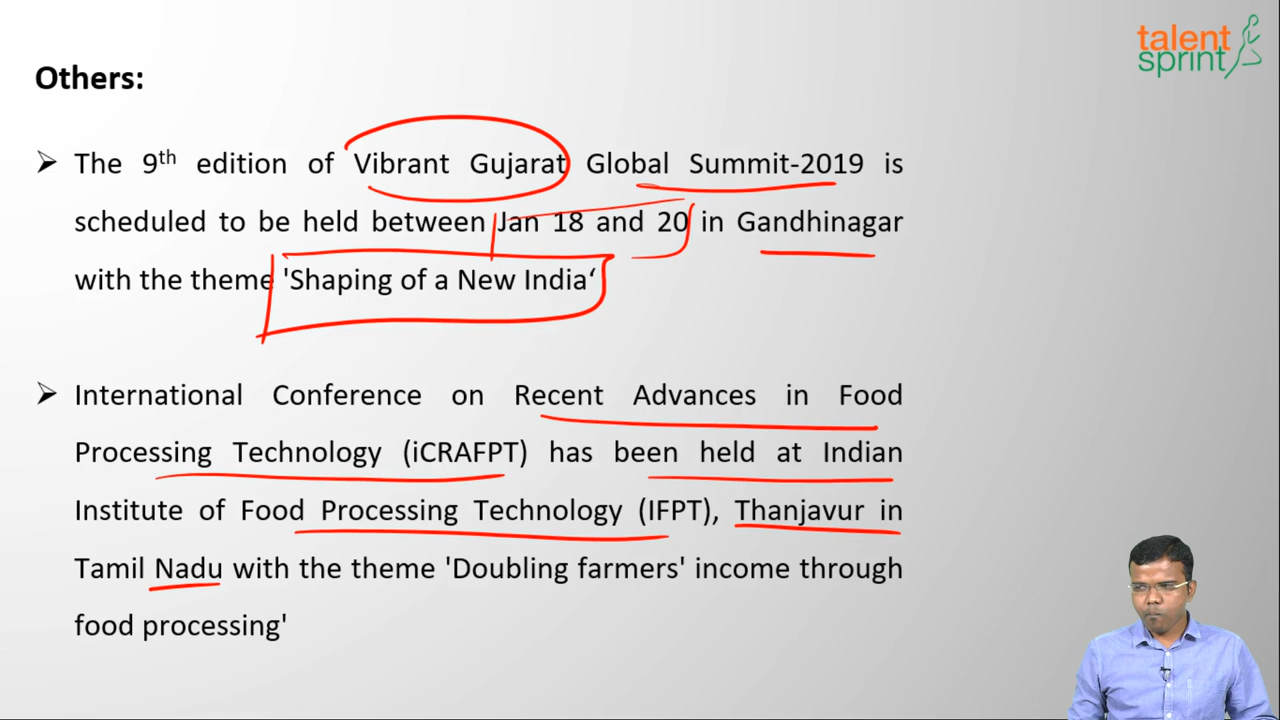 talent
sprint
Others:
➢ The 9th edition of Vibrant Gujarat Global Summit-2019 is
scheduled to be held between Jan 18 and 20 in Gandhinagar
with the theme 'Shaping of a New India‘
➢ International Conference on Recent Advances in Food
Processing Technology (iCRAFPT) has been held at Indian
Institute of Food Processing Technology (IFPT), Thanjavur in
Tamil Nadu with the theme 'Doubling farmers' income through
food processing'